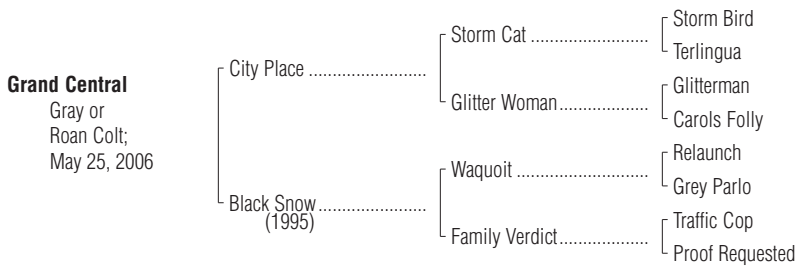 Grand Central
Gray or
Roan Colt;
May 25, 2006
City Place
Black Snow
(1995)
Storm Cat
Glitter Woman
Waquoit
Family Verdict
Storm Bird
Terlingua
Glitterman
Carols Folly
Relaunch
Grey Parlo
Traffic Cop
Proof Requested